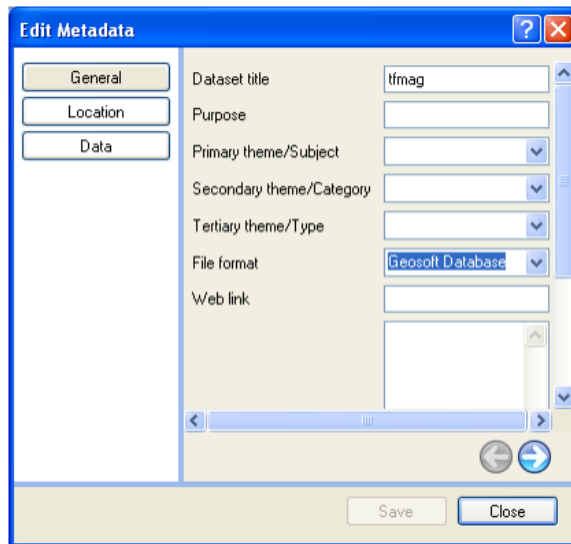 Edit Metadata
General
Location
Data
Dataset title
tfmag
Purpose
Primary theme/Subject
Secondary theme/Category
Tertiary theme/Type
File format
Geosoft Database
Web link
Save
Close